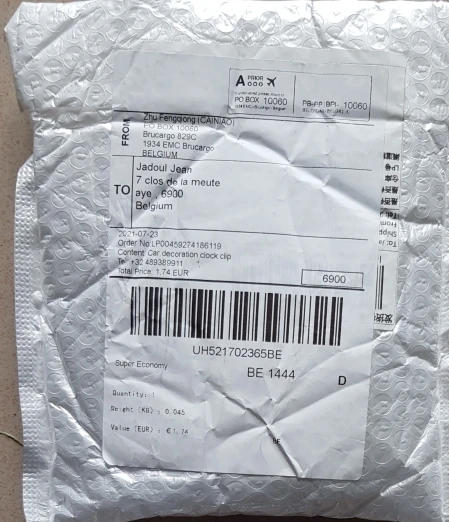 A PRIOR
PO BOX 10060
PB-PP BPI- 10060
FROM
Zhu Fengqiong (CAINIAO)
PO BOX 10060
Brucargo 829C
1934 EMC Brucargo
BELGIUM
TO
Jadoul Jean
7 clos de la meute
aye , 6900
Belgium
2021-07-23
Order No:LP00459274186119
Content: Car decoration clock clip
Tel: +32 489389911
Total Price: 1.74 EUR
6900
UH521702365BE
Super Economy
BE 1444
D
Quantity: 1
Weight (KG) : 0.045
Value (EUR) : €1.74